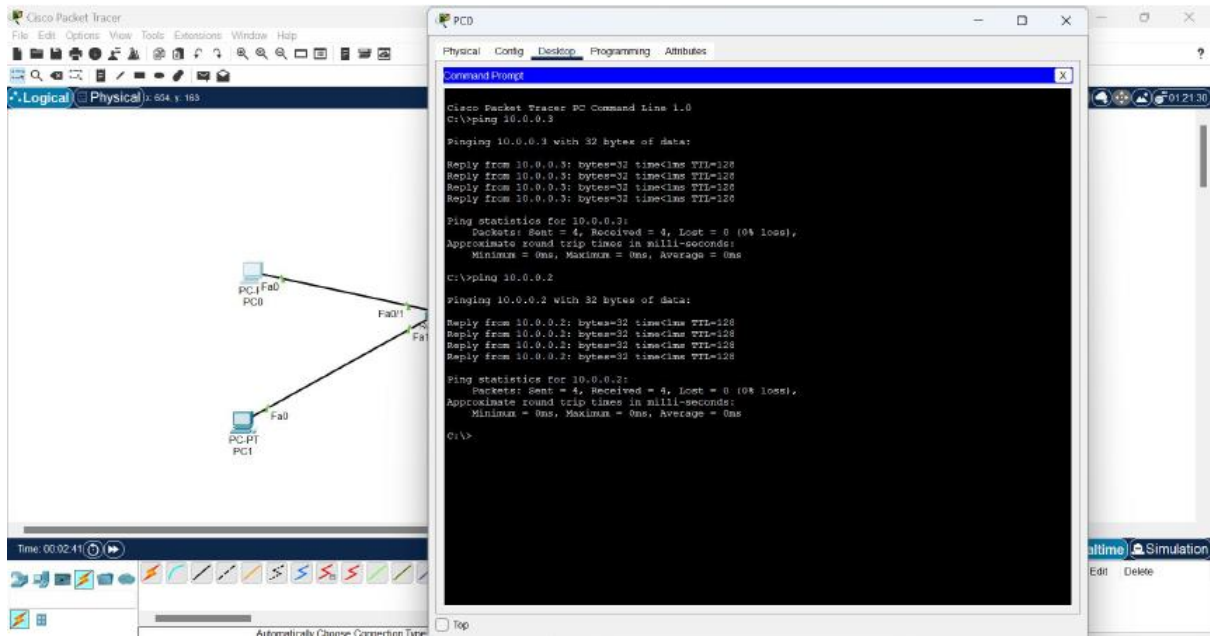 Cisco Packet Tracer
File Edit Options View Tools Extensions Window Help
Logical Physical x: 654, y: 163
01:21:30
PC0
Physical Config Desktop Programming Attributes
?
Command Prompt
X
Cisco Packet Tracer PC Command Line 1.0
C:\>ping 10.0.0.3
Pinging 10.0.0.3 with 32 bytes of data:
Reply from 10.0.0.3: bytes=32 time<1ms TTL=128
Reply from 10.0.0.3: bytes=32 time<1ms TTL=128
Reply from 10.0.0.3: bytes=32 time<1ms TTL=128
Reply from 10.0.0.3: bytes=32 time<1ms TTL=128
Ping statistics for 10.0.0.3:
Packets: Sent = 4, Received = 4, Lost = 0 (0% loss),
Approximate round trip times in milli-seconds:
Minimum = 0ms, Maximum = 0ms, Average = 0ms
C:\>ping 10.0.0.2
Pinging 10.0.0.2 with 32 bytes of data:
Reply from 10.0.0.2: bytes=32 time<1ms TTL=128
Reply from 10.0.0.2: bytes=32 time<1ms TTL=128
Reply from 10.0.0.2: bytes=32 time<1ms TTL=128
Reply from 10.0.0.2: bytes=32 time<1ms TTL=128
Ping statistics for 10.0.0.2:
Packets: Sent = 4, Received = 4, Lost = 0 (0% loss),
Approximate round trip times in milli-seconds:
Minimum = 0ms, Maximum = 0ms, Average = 0ms
C:\>
Top
Fa0
PC0
Fa0/1
Fa0
PC-PT
PC1
Time: 00:02:41
Simulation
Edit Delete
Automatically Choose Connection Type